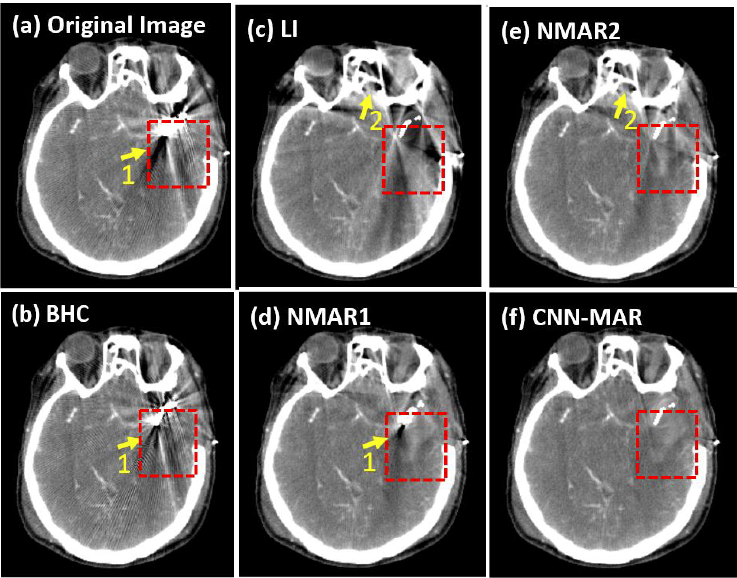 (a) Original Image
1
(c) LI
2
(e) NMAR2
2
(b) BHC
1
(d) NMAR1
1
(f) CNN-MAR